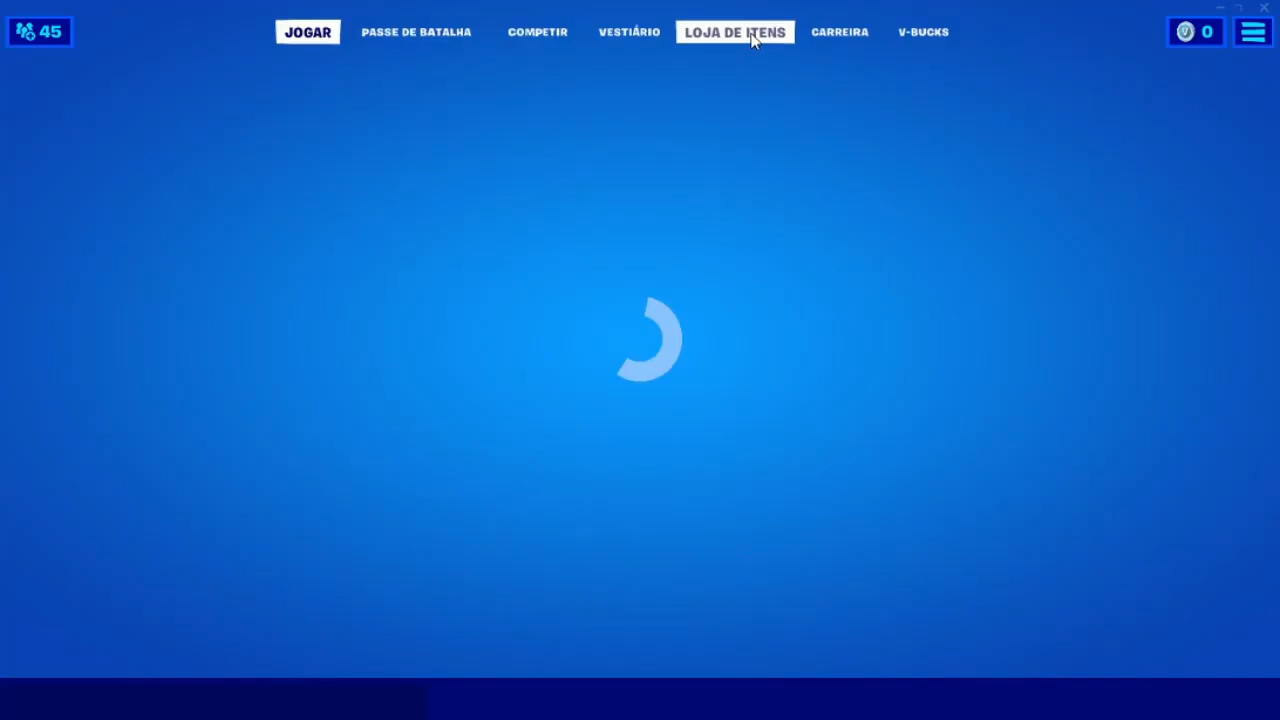 45
JOGAR
PASSE DE BATALHA
COMPETIR
VESTIÁRIO
LOJA DE ITENS
CARREIRA
V-BUCKS
V 0